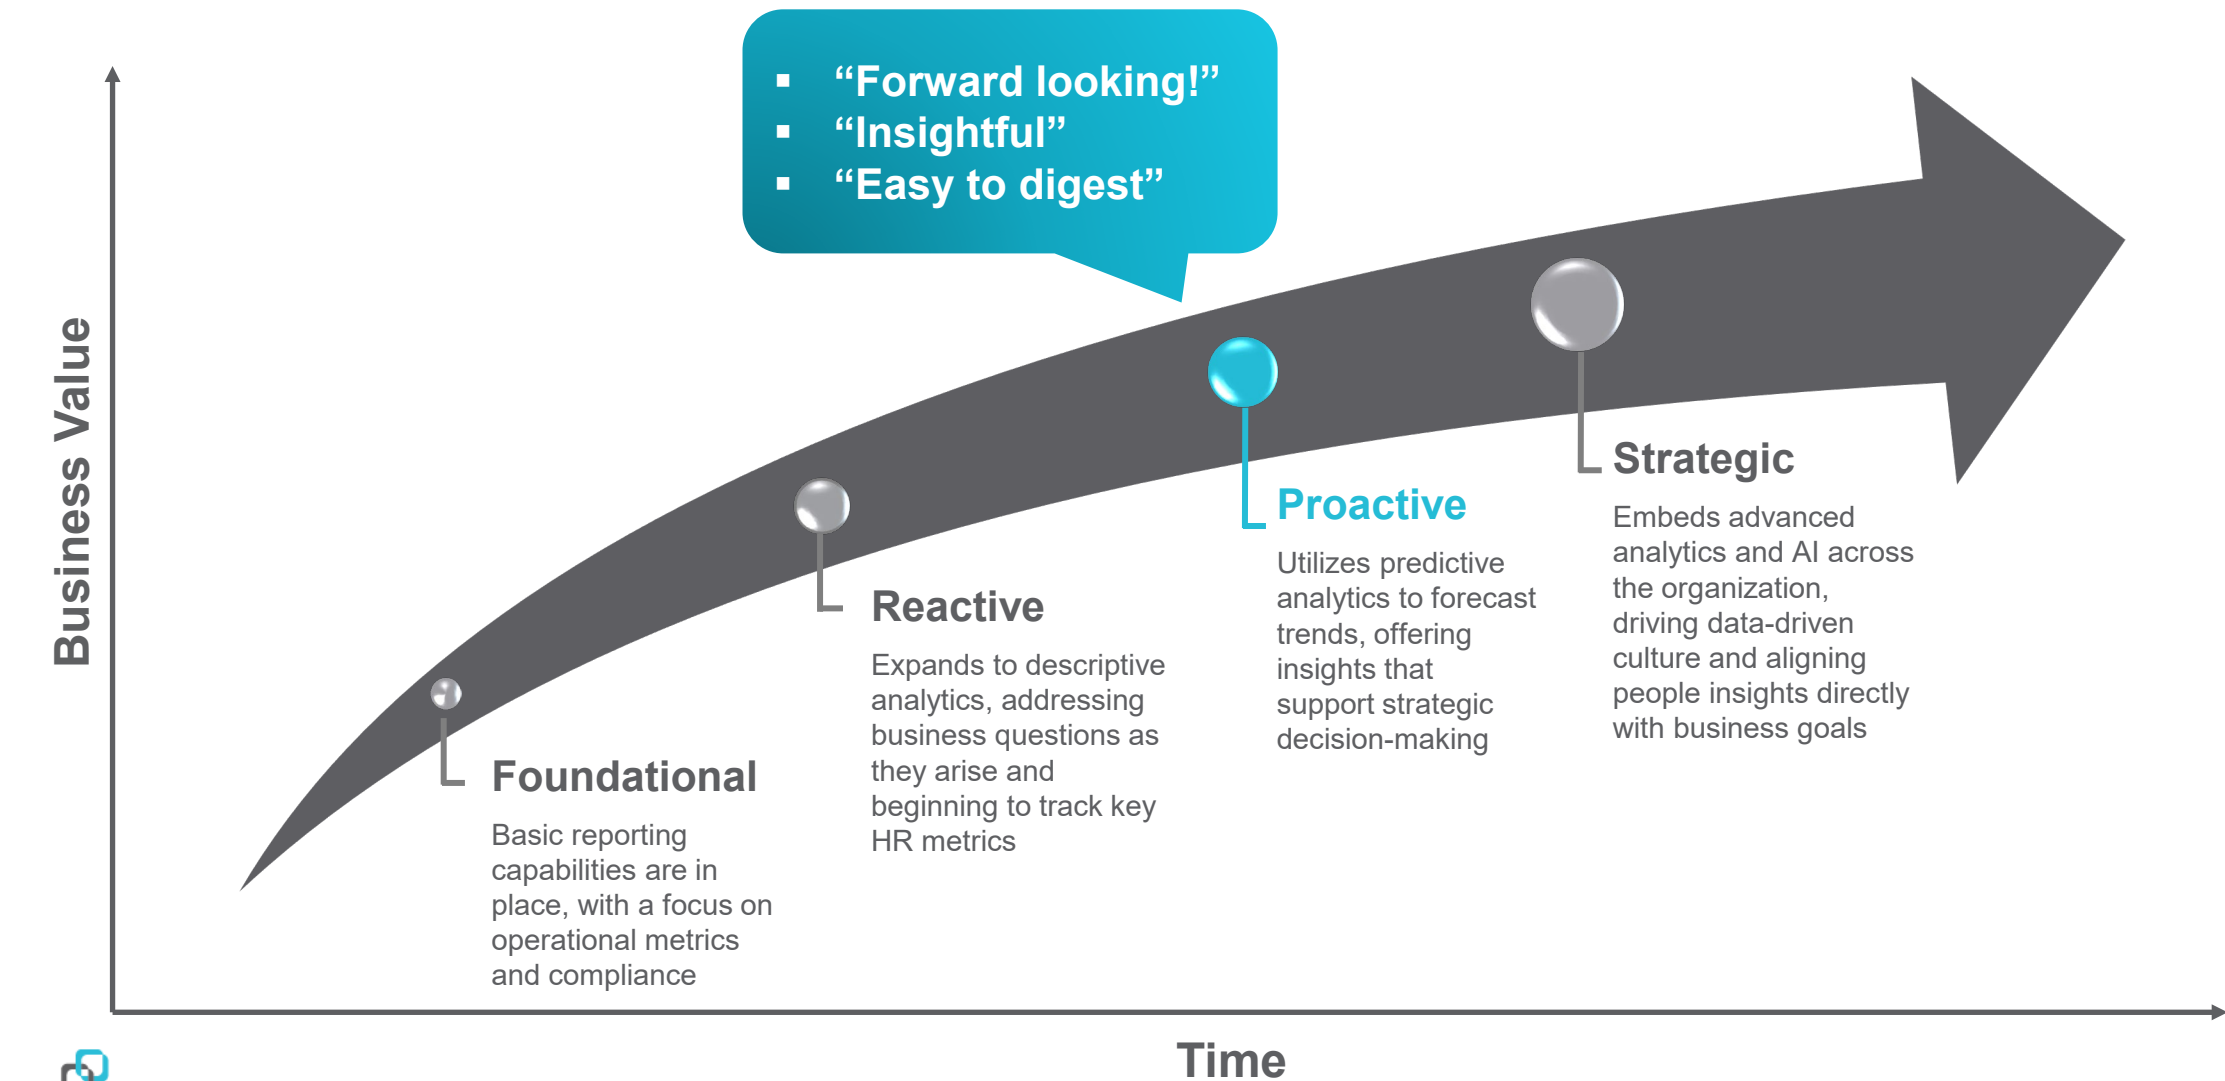 ▪ “Forward looking!”
▪ “Insightful”
▪ “Easy to digest”
Business Value
Foundational
Basic reporting
capabilities are in
place, with a focus on
operational metrics
and compliance
Reactive
Expands to descriptive
analytics, addressing
business questions as
they arise and
beginning to track key
HR metrics
Proactive
Utilizes predictive
analytics to forecast
trends, offering
insights that
support strategic
decision-making
Strategic
Embeds advanced
analytics and AI across
the organization,
driving data-driven
culture and aligning
people insights directly
with business goals
Time